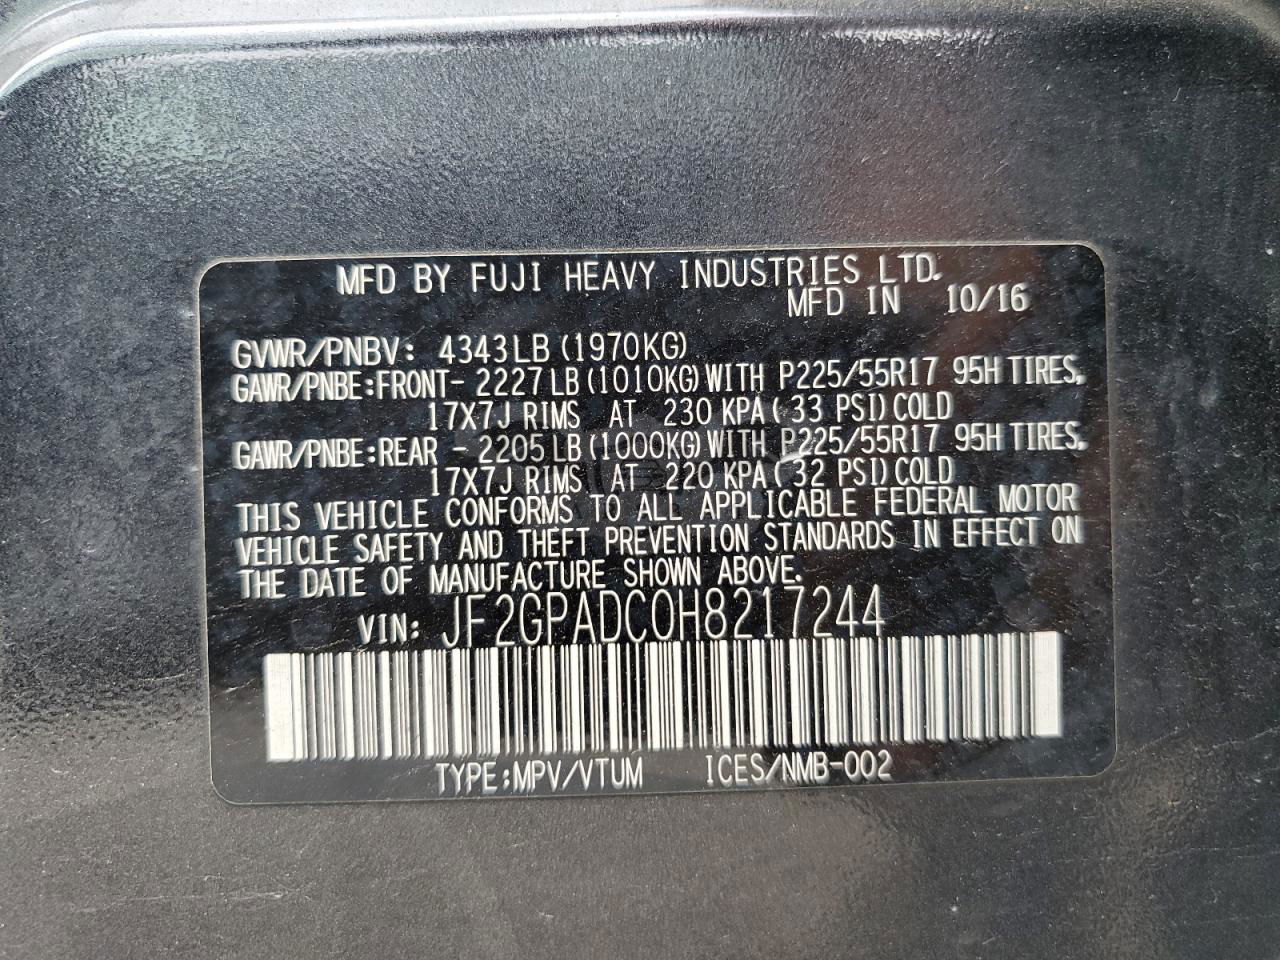 MFD BY FUJI HEAVY INDUSTRIES LTD.
MFD IN 10/16
GVWR/PNBV: 4343LB (1970KG)
GAWR/PNBE:FRONT- 2227LB(1010KG)WITH P225/55R17 95H TIRES,
17X7J RIMS AT 230 KPA( 33 PSI)COLD
GAWR/PNBE:REAR - 2205LB(1000KG)WITH P225/55R17 95H TIRES,
17X7J RIMS AT 220 KPA( 32 PSI)COLD
THIS VEHICLE CONFORMS TO ALL APPLICABLE FEDERAL MOTOR
VEHICLE SAFETY AND THEFT PREVENTION STANDARDS IN EFFECT ON
THE DATE OF MANUFACTURE SHOWN ABOVE.
VIN: JF2GPADC0H8217244
TYPE:MPV/VTUM ICES/NMB-002